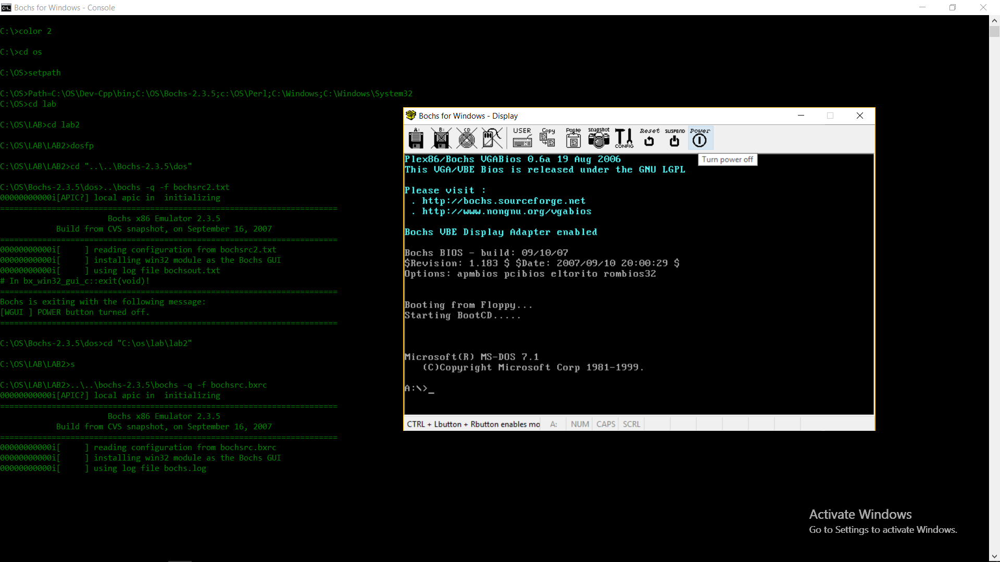 Bochs for Windows - Console
C:\>color 2
C:\>cd os
C:\OS>setpath
C:\OS>Path=C:\OS\Dev-Cpp\bin;C:\OS\Bochs-2.3.5;c:\OS\Perl;C:\Windows;C:\Windows\System32
C:\OS>cd lab
C:\OS\LAB>cd lab2
C:\OS\LAB\LAB2>dosfp
C:\OS\LAB\LAB2>cd "..\..\Bochs-2.3.5\dos"
C:\OS\Bochs-2.3.5\dos>..\bochs -q -f bochsrc2.txt
00000000000i[APIC?] local apic in  initializing
========================================================================
Bochs x86 Emulator 2.3.5
Build from CVS snapshot, on September 16, 2007
========================================================================
00000000000i[     ] reading configuration from bochsrc2.txt
00000000000i[     ] installing win32 module as the Bochs GUI
00000000000i[     ] using log file bochsout.txt
# In bx_win32_gui_c::exit(void)!
========================================================================
Bochs is exiting with the following message:
[WGUI ] POWER button turned off.
========================================================================
C:\OS\Bochs-2.3.5\dos>cd "C:\os\lab\lab2"
C:\OS\LAB\LAB2>s
C:\OS\LAB\LAB2>..\..\bochs-2.3.5\bochs -q -f bochsrc.bxrc
00000000000i[APIC?] local apic in  initializing
========================================================================
Bochs x86 Emulator 2.3.5
Build from CVS snapshot, on September 16, 2007
========================================================================
00000000000i[     ] reading configuration from bochsrc.bxrc
00000000000i[     ] installing win32 module as the Bochs GUI
00000000000i[     ] using log file bochs.log
Bochs for Windows - Display
A: B: CD USER Copy Paste snapshot CONFIG Reset SUSPEND Power
Turn power off
Plex86/Bochs VGABios 0.6a 19 Aug 2006
This VGA/VBE Bios is released under the GNU LGPL
Please visit :
. http://bochs.sourceforge.net
. http://www.nongnu.org/vgabios
Bochs VBE Display Adapter enabled
Bochs BIOS - build: 09/10/07
$Revision: 1.183 $ $Date: 2007/09/10 20:00:29 $
Options: apmbios pcibios eltorito rombios32
Booting from Floppy...
Starting BootCD.....
Microsoft(R) MS-DOS 7.1
(C)Copyright Microsoft Corp 1981-1999.
A:\>_
CTRL + Lbutton + Rbutton enables mo A: NUM CAPS SCRL
Activate Windows
Go to Settings to activate Windows.